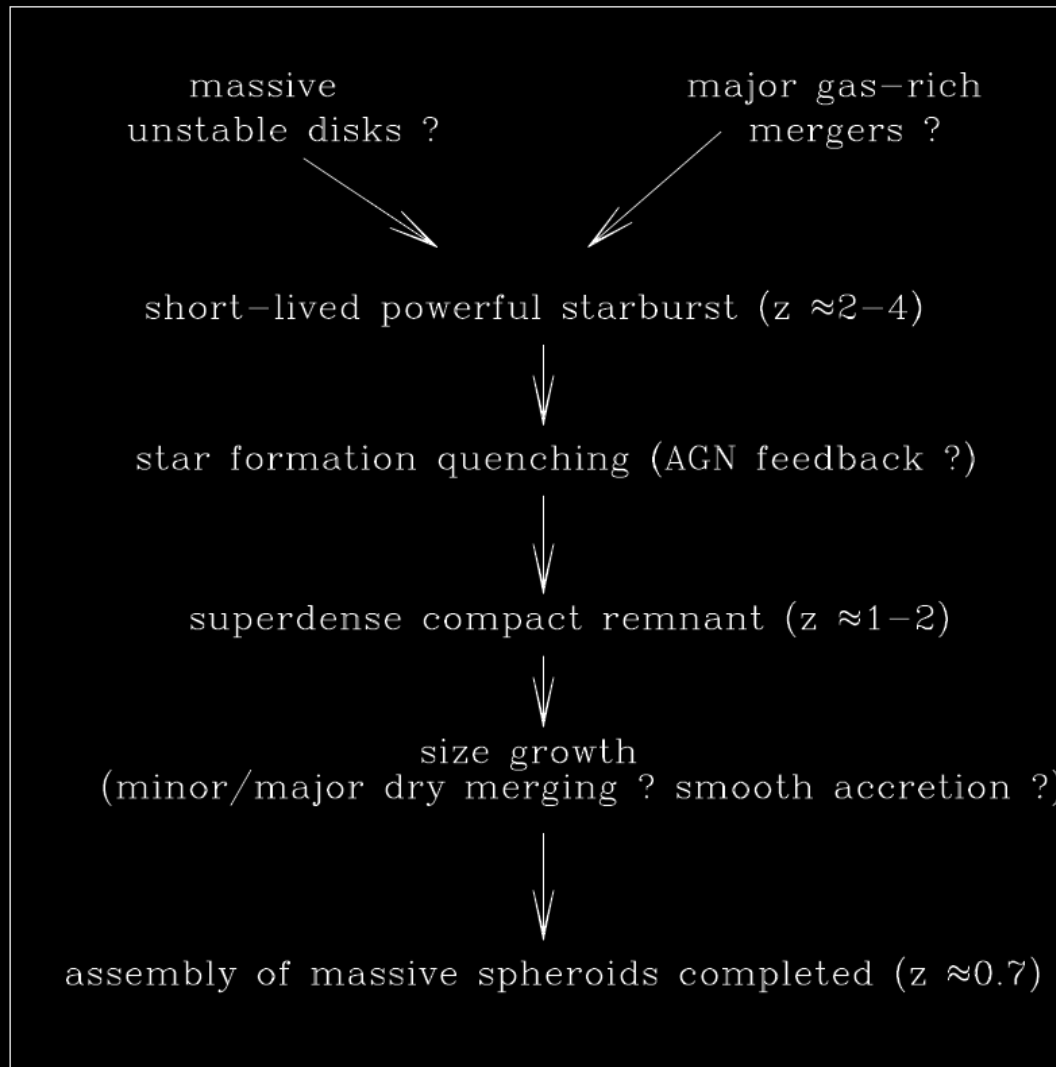 massive
unstable disks ?
major gas-rich
mergers ?
short-lived powerful starburst (z ≈2-4)
star formation quenching (AGN feedback ?)
superdense compact remnant (z ≈1-2)
size growth
(minor/major dry merging ? smooth accretion ?)
assembly of massive spheroids completed (z ≈0.7)